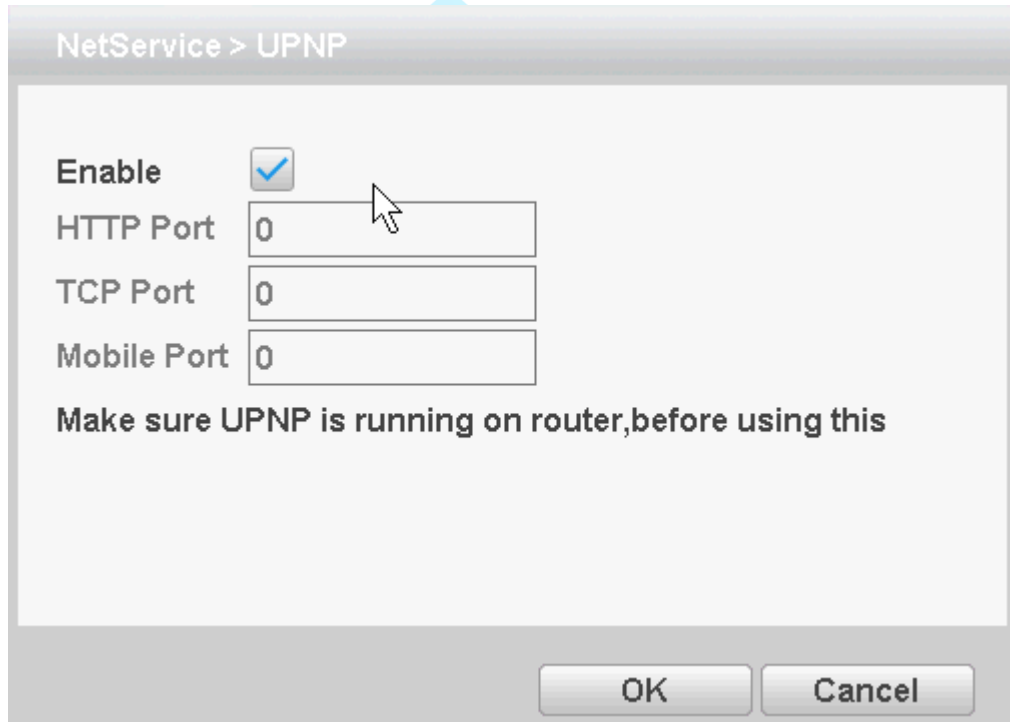 NetService > UPNP
Enable
HTTP Port 0
TCP Port 0
Mobile Port 0
Make sure UPNP is running on router,before using this
OK Cancel